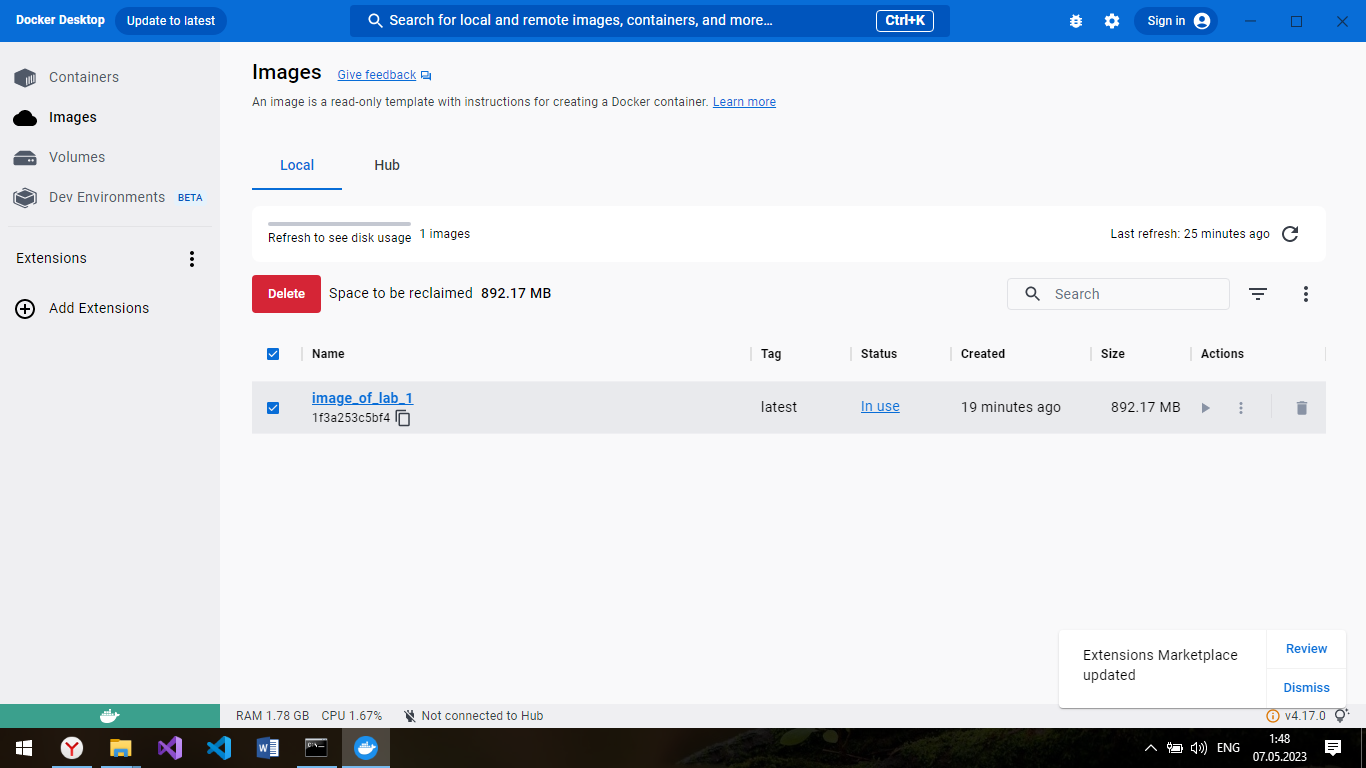 Docker Desktop Update to latest Search for local and remote images, containers, and more... Ctrl+K Sign in
Containers
Images
Volumes
Dev Environments BETA
Extensions
Add Extensions
Images Give feedback
An image is a read-only template with instructions for creating a Docker container. Learn more
Local Hub
Refresh to see disk usage 1 images Last refresh: 25 minutes ago
Delete Space to be reclaimed 892.17 MB Search
Name Tag Status Created Size Actions
image_of_lab_1 latest In use 19 minutes ago 892.17 MB
1f3a253c5bf4
Extensions Marketplace
updated
Review
Dismiss
RAM 1.78 GB CPU 1.67% Not connected to Hub v4.17.0
ENG 1:48
07.05.2023